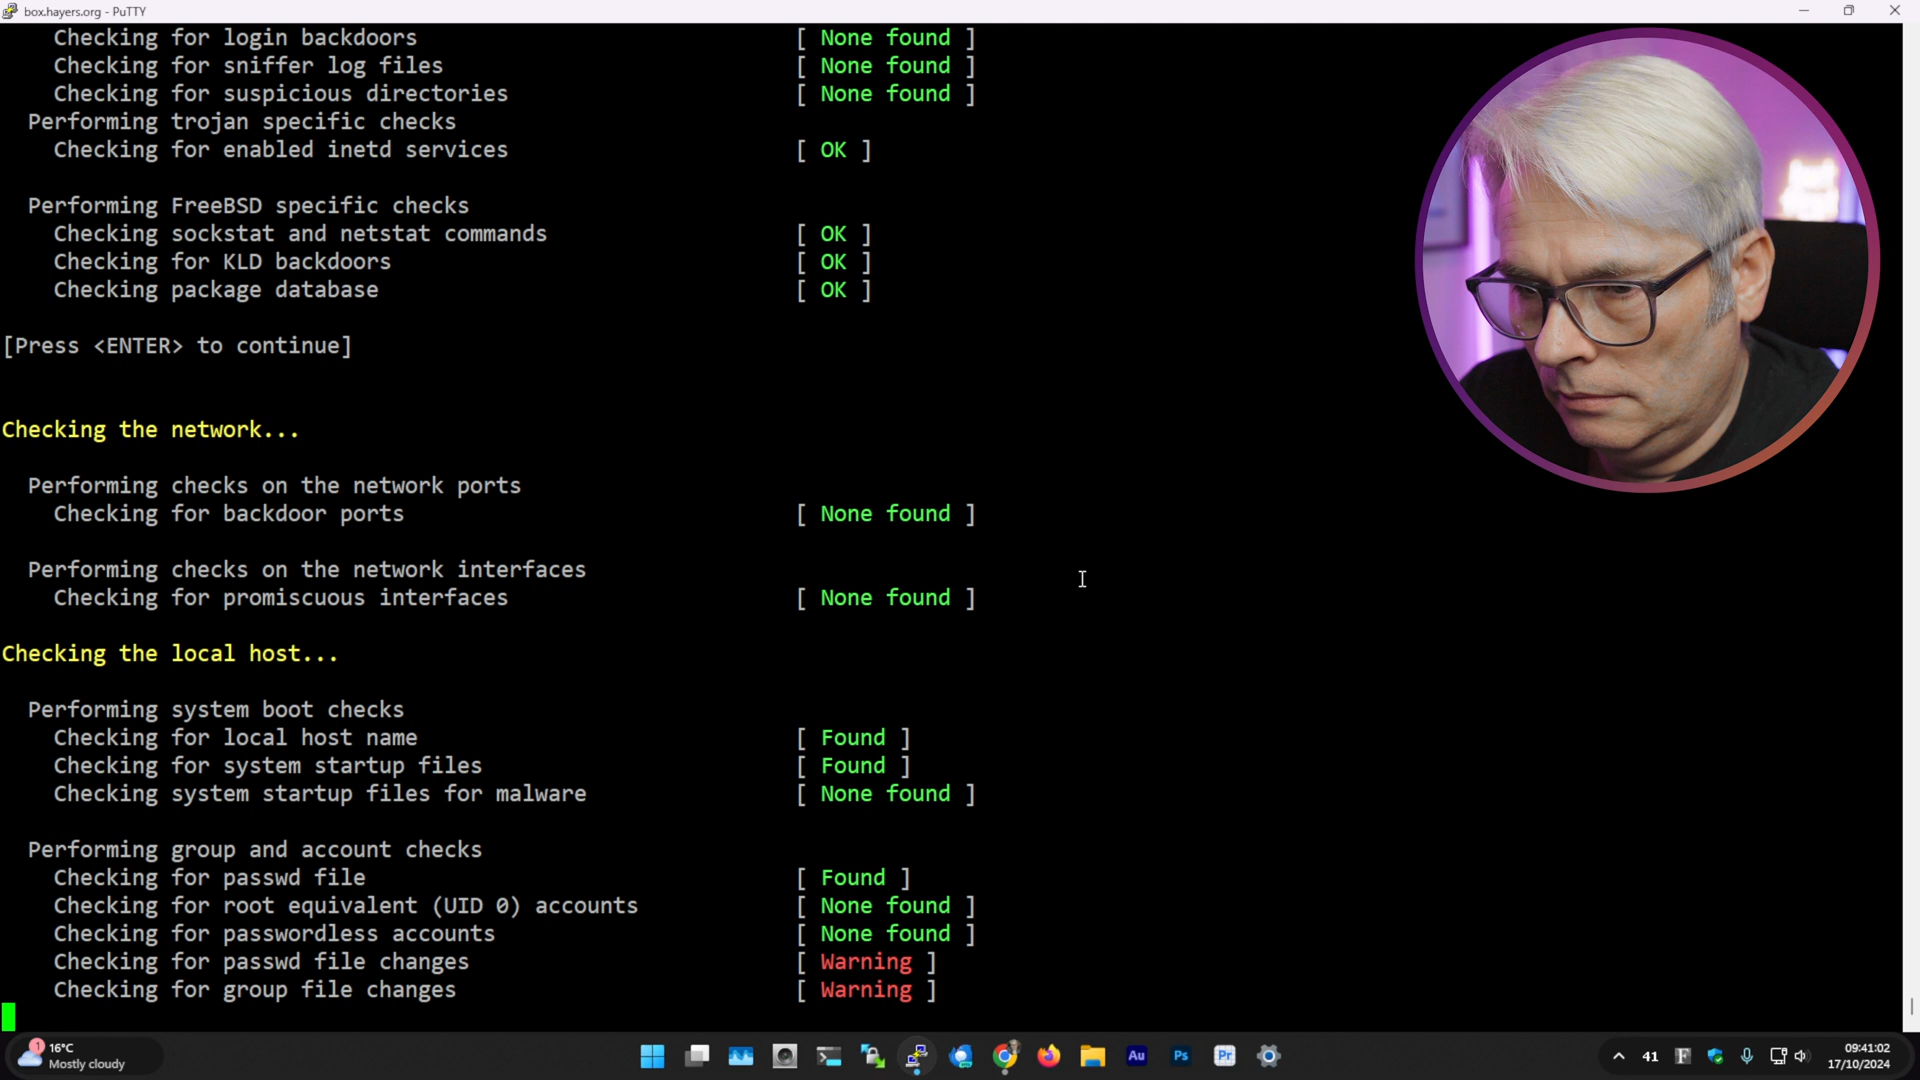 box.hayers.org - PuTTY
Checking for login backdoors [ None found ]
Checking for sniffer log files [ None found ]
Checking for suspicious directories [ None found ]
Performing trojan specific checks
Checking for enabled inetd services [ OK ]
Performing FreeBSD specific checks
Checking sockstat and netstat commands [ OK ]
Checking for KLD backdoors [ OK ]
Checking package database [ OK ]
[Press <ENTER> to continue]
Checking the network...
Performing checks on the network ports
Checking for backdoor ports [ None found ]
Performing checks on the network interfaces
Checking for promiscuous interfaces [ None found ]
Checking the local host...
Performing system boot checks
Checking for local host name [ Found ]
Checking for system startup files [ Found ]
Checking system startup files for malware [ None found ]
Performing group and account checks
Checking for passwd file [ Found ]
Checking for root equivalent (UID 0) accounts [ None found ]
Checking for passwordless accounts [ None found ]
Checking for passwd file changes [ Warning ]
Checking for group file changes [ Warning ]
1
16°C
Mostly cloudy
Au
Ps
Pr
41
F
09:41:02
17/10/2024